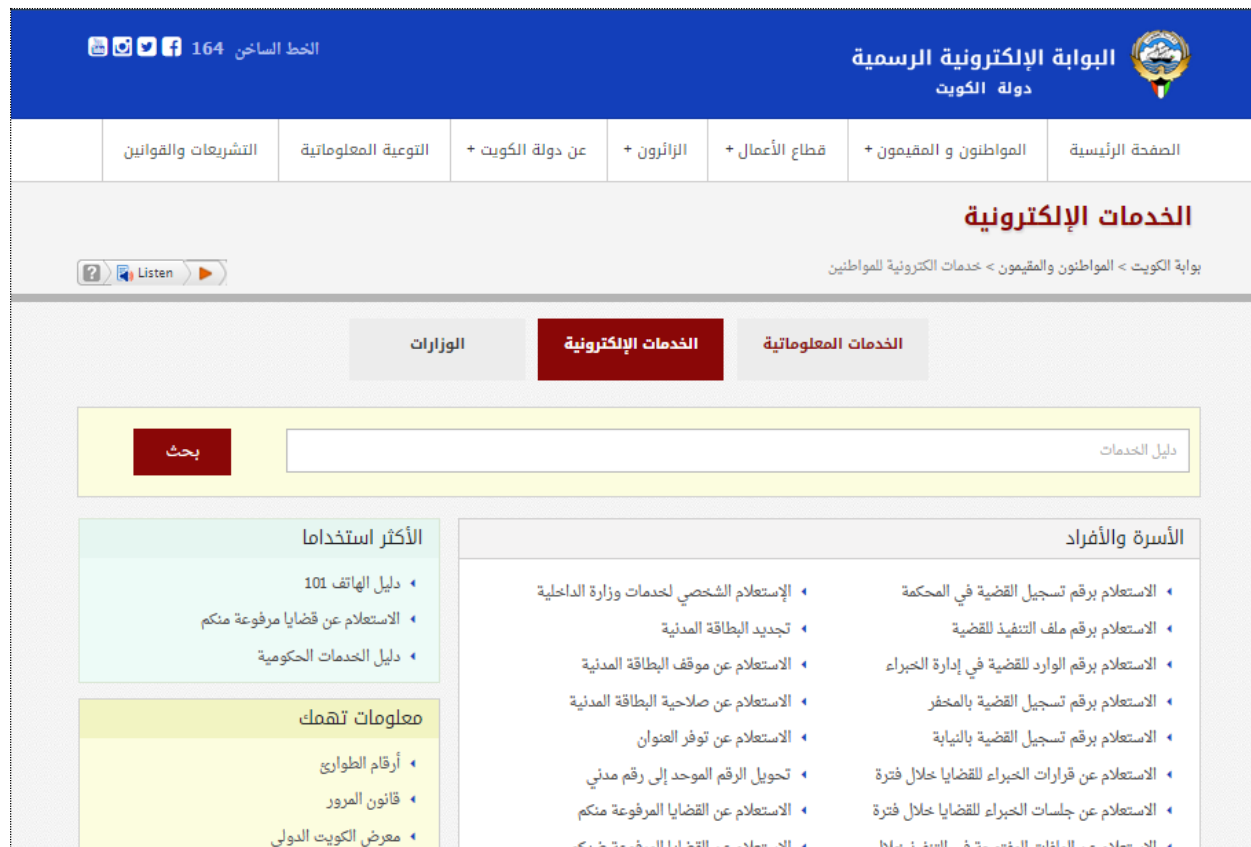 البوابة الإلكترونية الرسمية
دولة الكويت
الخط الساخن 164
الصفحة الرئيسية
المواطنون و المقيمون +
قطاع الأعمال +
الزائرون +
عن دولة الكويت +
التوعية المعلوماتية
التشريعات والقوانين
الخدمات الإلكترونية
بوابة الكويت > المواطنون والمقيمون > خدمات الكترونية للمواطنين
Listen
الخدمات المعلوماتية
الخدمات الإلكترونية
الوزارات
دليل الخدمات
بحث
الأسرة والأفراد
الاستعلام برقم تسجيل القضية في المحكمة
الاستعلام برقم ملف التنفيذ للقضية
الاستعلام برقم الوارد للقضية في إدارة الخبراء
الاستعلام برقم تسجيل القضية بالمخفر
الاستعلام برقم تسجيل القضية بالنيابة
الاستعلام عن قرارات الخبراء للقضايا خلال فترة
الاستعلام عن جلسات الخبراء للقضايا خلال فترة
الإستعلام الشخصي لخدمات وزارة الداخلية
تجديد البطاقة المدنية
الاستعلام عن موقف البطاقة المدنية
الاستعلام عن صلاحية البطاقة المدنية
الاستعلام عن توفر العنوان
تحويل الرقم الموحد إلى رقم مدني
الاستعلام عن القضايا المرفوعة منكم
الأكثر استخداما
دليل الهاتف 101
الاستعلام عن قضايا مرفوعة منكم
دليل الخدمات الحكومية
معلومات تهمك
أرقام الطوارئ
قانون المرور
معرض الكويت الدولي